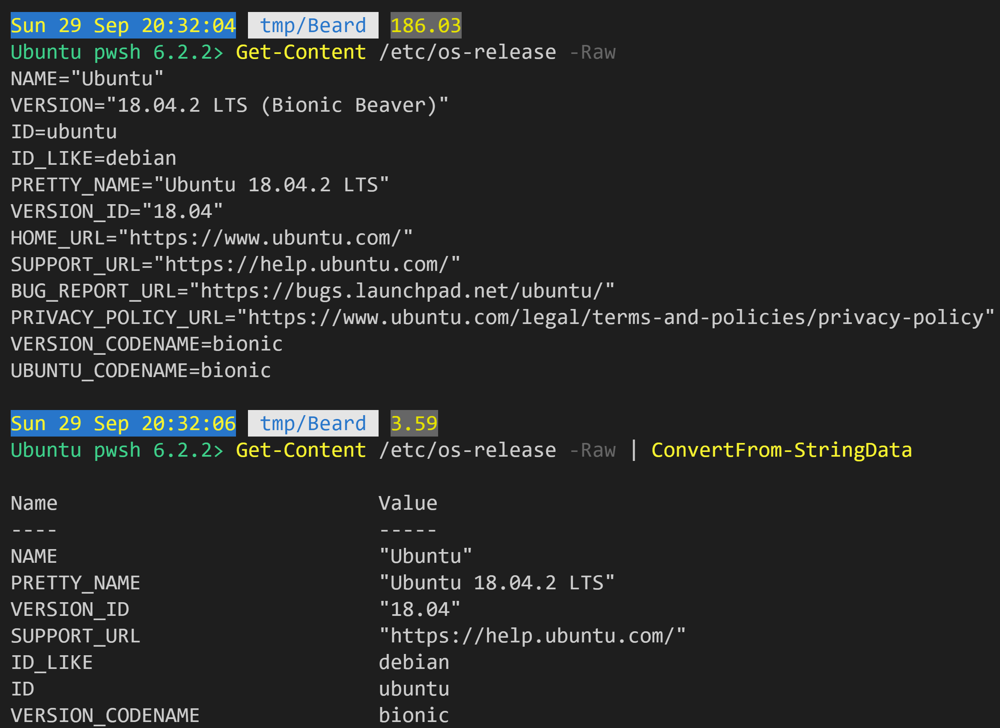 Sun 29 Sep 20:32:04 tmp/Beard 186.03
Ubuntu pwsh 6.2.2> Get-Content /etc/os-release -Raw
NAME="Ubuntu"
VERSION="18.04.2 LTS (Bionic Beaver)"
ID=ubuntu
ID_LIKE=debian
PRETTY_NAME="Ubuntu 18.04.2 LTS"
VERSION_ID="18.04"
HOME_URL="https://www.ubuntu.com/"
SUPPORT_URL="https://help.ubuntu.com/"
BUG_REPORT_URL="https://bugs.launchpad.net/ubuntu/"
PRIVACY_POLICY_URL="https://www.ubuntu.com/legal/terms-and-policies/privacy-policy"
VERSION_CODENAME=bionic
UBUNTU_CODENAME=bionic
Sun 29 Sep 20:32:06 tmp/Beard 3.59
Ubuntu pwsh 6.2.2> Get-Content /etc/os-release -Raw | ConvertFrom-StringData
Name Value
---- -----
NAME "Ubuntu"
PRETTY_NAME "Ubuntu 18.04.2 LTS"
VERSION_ID "18.04"
SUPPORT_URL "https://help.ubuntu.com/"
ID_LIKE debian
ID ubuntu
VERSION_CODENAME bionic